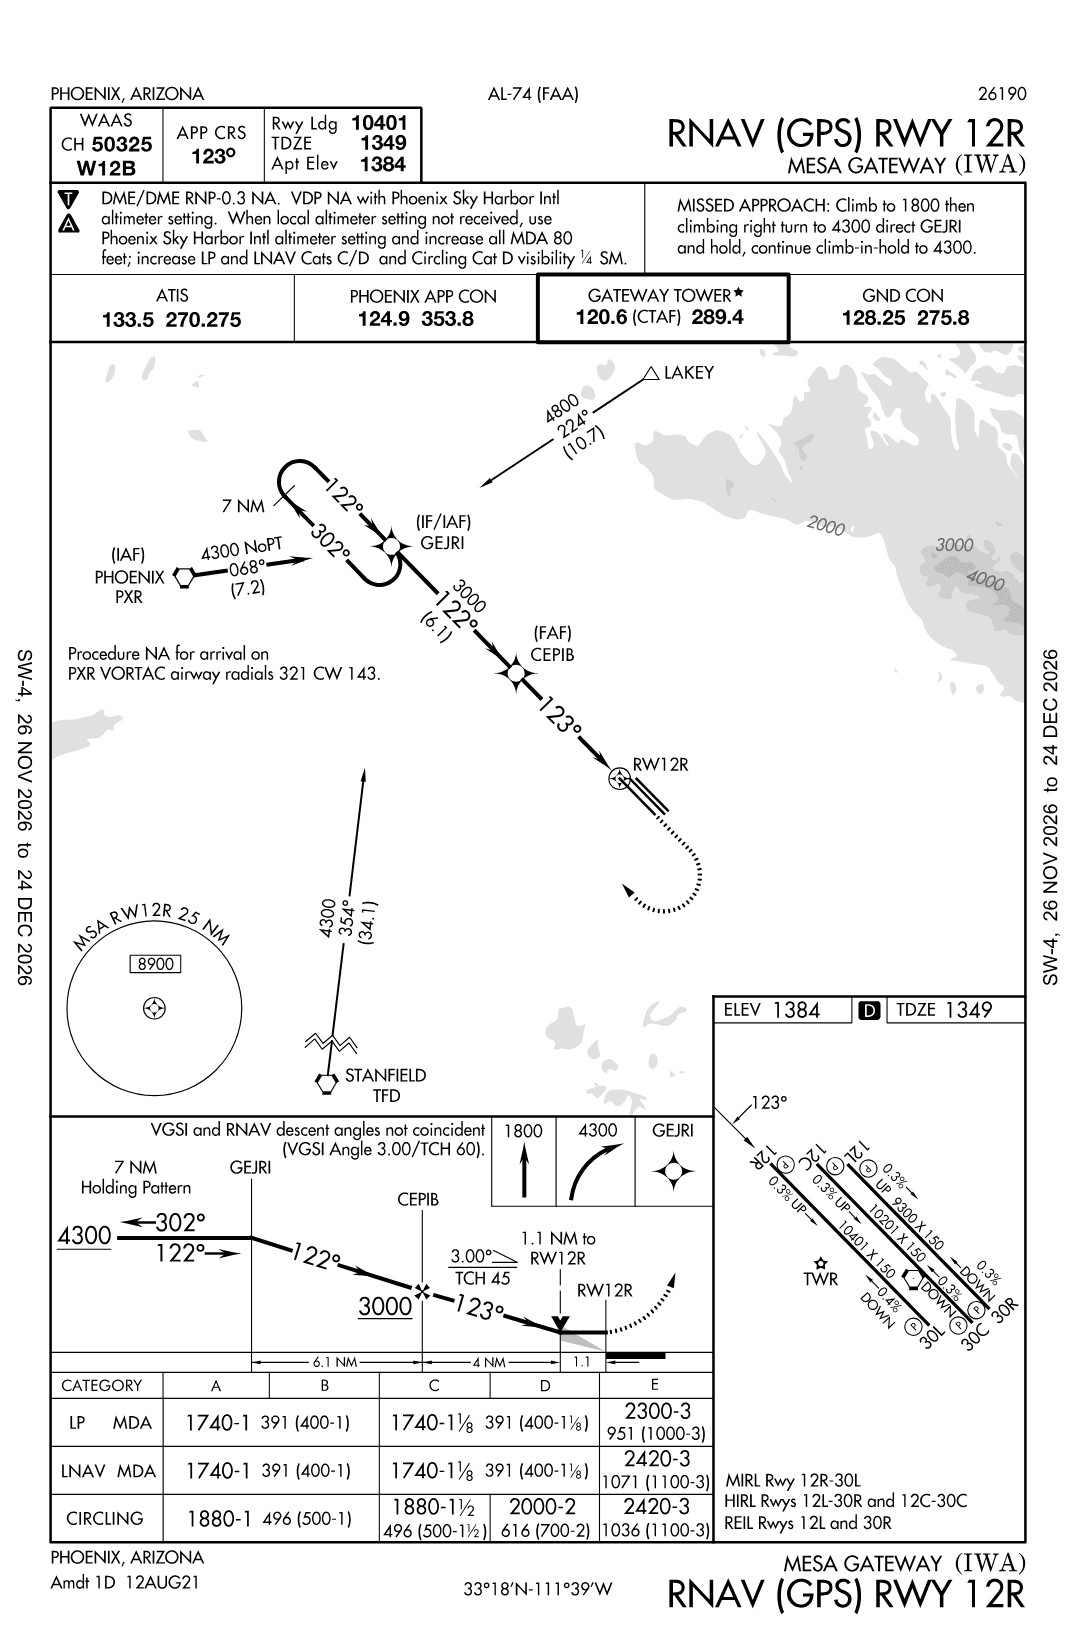 PHOENIX, ARIZONA
AL-74 (FAA)
26190
WAAS
CH 50325
W12B
APP CRS
123°
Rwy Ldg 10401
TDZE 1349
Apt Elev 1384
RNAV (GPS) RWY 12R
MESA GATEWAY (IWA)
T
A
DME/DME RNP-0.3 NA. VDP NA with Phoenix Sky Harbor Intl
altimeter setting. When local altimeter setting not received, use
Phoenix Sky Harbor Intl altimeter setting and increase all MDA 80
feet; increase LP and LNAV Cats C/D and Circling Cat D visibility ¼ SM.
MISSED APPROACH: Climb to 1800 then
climbing right turn to 4300 direct GEJRI
and hold, continue climb-in-hold to 4300.
ATIS
133.5 270.275
PHOENIX APP CON
124.9 353.8
GATEWAY TOWER★
120.6 (CTAF) 289.4
GND CON
128.25 275.8
LAKEY
4800
224°
(10.7)
7 NM
122°
302°
(IF/IAF)
GEJRI
(IAF)
PHOENIX
PXR
4300 NoPT
068°
(7.2)
3000
122°
(6.1)
(FAF)
CEPIB
2000
3000
4000
Procedure NA for arrival on
PXR VORTAC airway radials 321 CW 143.
123°
RW12R
4300
354°
(34.1)
MSA RW12R 25 NM
8900
STANFIELD
TFD
SW-4, 26 NOV 2026 to 24 DEC 2026
SW-4, 26 NOV 2026 to 24 DEC 2026
ELEV 1384
D
TDZE 1349
123°
12R
12C
12L
P
P
P
0.3% UP
0.3% UP
0.3%
UP
10401 X 150
10201 X 150
9300 X 150
TWR
0.4%
DOWN
0.3%
DOWN
0.3%
DOWN
P
P
P
30L
30C
30R
MIRL Rwy 12R-30L
HIRL Rwys 12L-30R and 12C-30C
REIL Rwys 12L and 30R
VGSI and RNAV descent angles not coincident
(VGSI Angle 3.00/TCH 60).
1800
4300
GEJRI
7 NM
Holding Pattern
GEJRI
CEPIB
4300
302°
122°
122°
3000
3.00°
TCH 45
123°
1.1 NM to
RW12R
RW12R
6.1 NM
4 NM
1.1
CATEGORY A B C D E
LP MDA 1740-1 391 (400-1) 1740-1⅛ 391 (400-1⅛) 2300-3
951 (1000-3)
LNAV MDA 1740-1 391 (400-1) 1740-1⅛ 391 (400-1⅛) 2420-3
1071 (1100-3)
CIRCLING 1880-1 496 (500-1) 1880-1½ 2000-2 2420-3
496 (500-1½) 616 (700-2) 1036 (1100-3)
PHOENIX, ARIZONA
Amdt 1D 12AUG21
33°18'N-111°39'W
MESA GATEWAY (IWA)
RNAV (GPS) RWY 12R